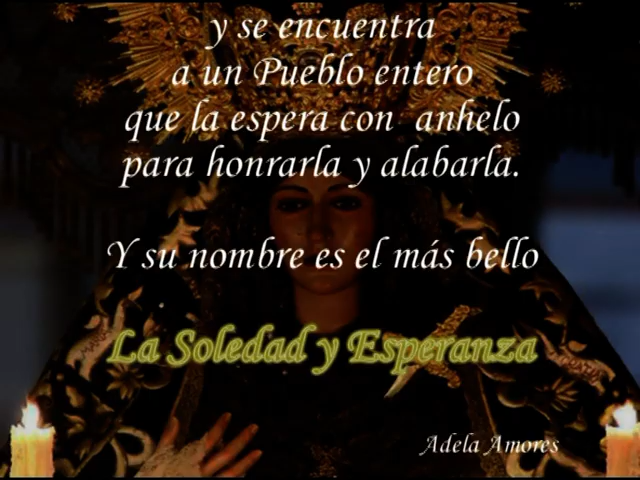 y se encuentra
a un Pueblo entero
que la espera con anhelo
para honrarla y alabarla.
Y su nombre es el más bello
La Soledad y Esperanza
Adela Amores